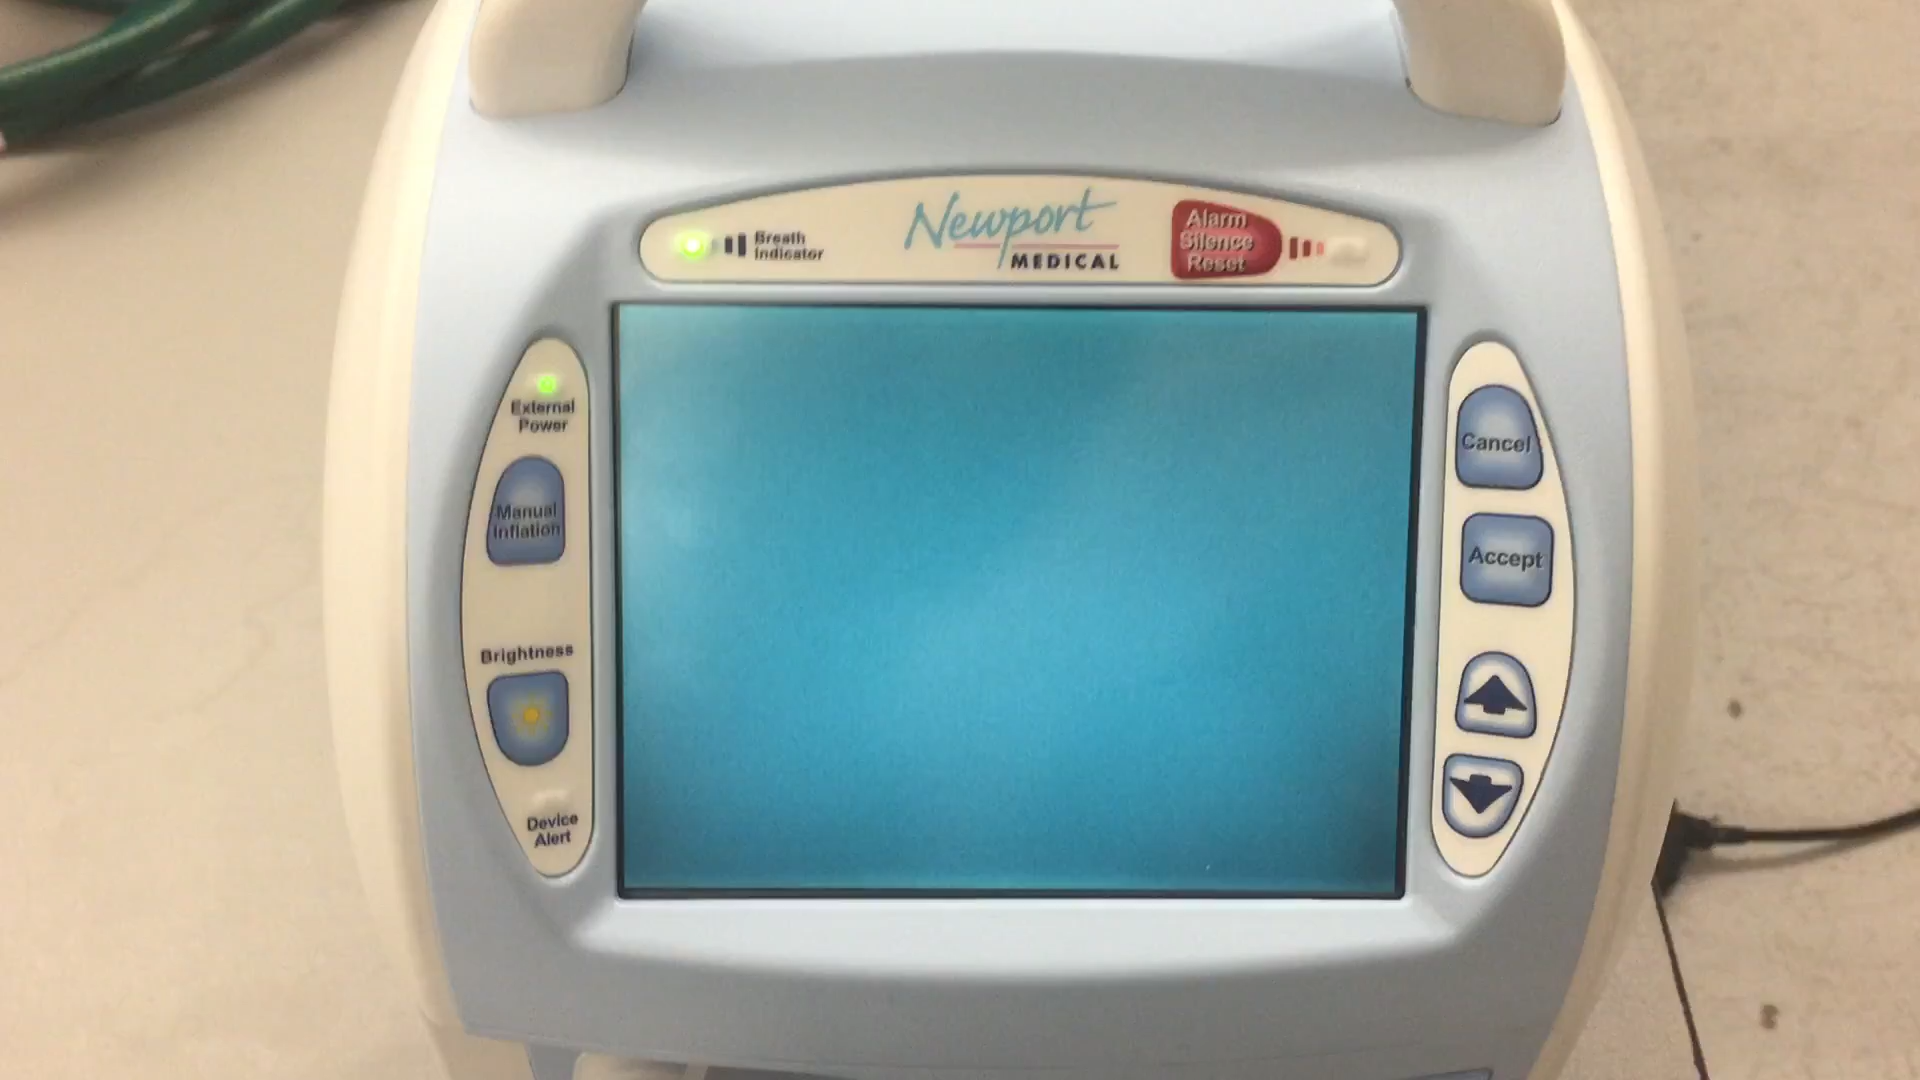 Newport
MEDICAL
Breath
Indicator
Alarm
Silence
Reset
External
Power
Manual
Inflation
Brightness
Device
Alert
Cancel
Accept